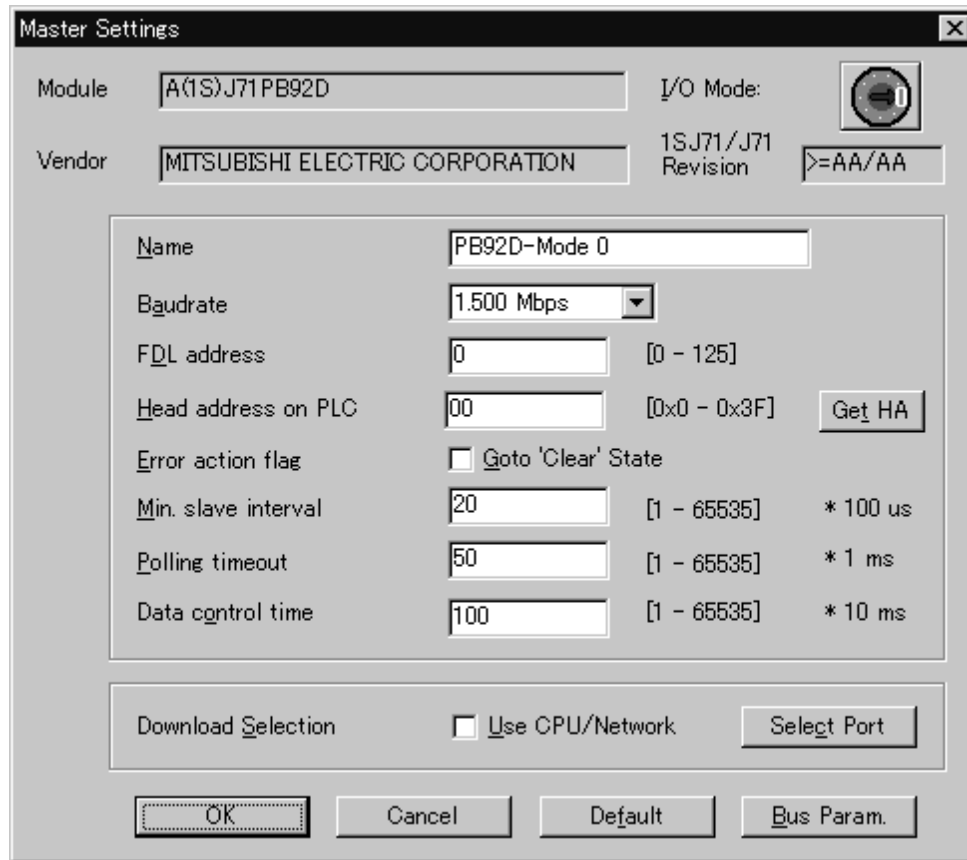 Master Settings
Module A(1S)J71PB92D I/O Mode: 0
Vendor MITSUBISHI ELECTRIC CORPORATION 1SJ71/J71 Revision >=AA/AA
Name PB92D-Mode 0
Baudrate 1.500 Mbps
FDL address 0 [0 - 125]
Head address on PLC 00 [0x0 - 0x3F] Get HA
Error action flag Goto 'Clear' State
Min. slave interval 20 [1 - 65535] * 100 us
Polling timeout 50 [1 - 65535] * 1 ms
Data control time 100 [1 - 65535] * 10 ms
Download Selection Use CPU/Network Select Port
OK Cancel Default Bus Param.